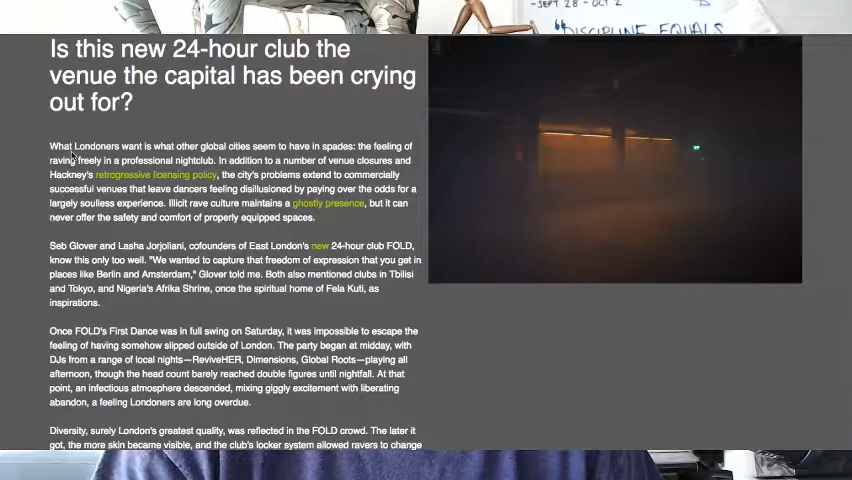 -SEPT 28 - OCT 2
"DISCIPLINE EQUALS
Is this new 24-hour club the
venue the capital has been crying
out for?
What Londoners want is what other global cities seem to have in spades: the feeling of
raving freely in a professional nightclub. In addition to a number of venue closures and
Hackney's retrogressive licensing policy, the city's problems extend to commercially
successful venues that leave dancers feeling disillusioned by paying over the odds for a
largely soulless experience. Illicit rave culture maintains a ghostly presence, but it can
never offer the safety and comfort of properly equipped spaces.
Seb Glover and Lasha Jorjoliani, cofounders of East London's new 24-hour club FOLD,
know this only too well. "We wanted to capture that freedom of expression that you get in
places like Berlin and Amsterdam," Glover told me. Both also mentioned clubs in Tbilisi
and Tokyo, and Nigeria's Afrika Shrine, once the spiritual home of Fela Kuti, as
inspirations.
Once FOLD's First Dance was in full swing on Saturday, it was impossible to escape the
feeling of having somehow slipped outside of London. The party began at midday, with
DJs from a range of local nights—ReviveHER, Dimensions, Global Roots—playing all
afternoon, though the head count barely reached double figures until nightfall. At that
point, an infectious atmosphere descended, mixing giggly excitement with liberating
abandon, a feeling Londoners are long overdue.
Diversity, surely London's greatest quality, was reflected in the FOLD crowd. The later it
got, the more skin became visible, and the club's locker system allowed ravers to change